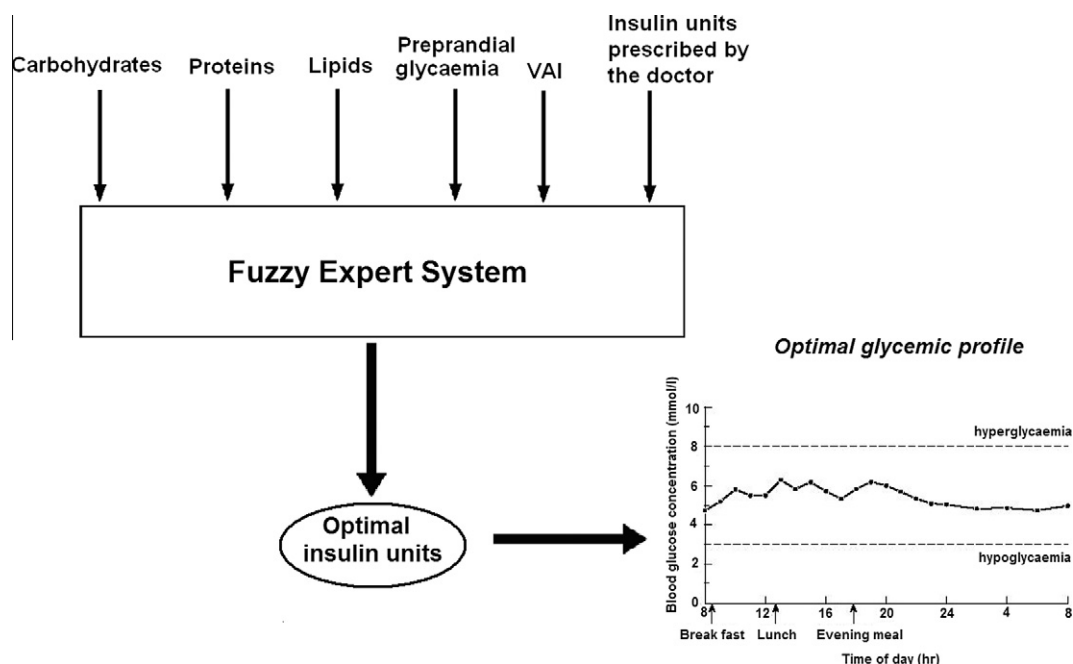 Carbohydrates
Proteins
Lipids
Preprandial
glycaemia
VAI
Insulin units
prescribed by
the doctor
Fuzzy Expert System
Optimal
insulin units
Optimal glycemic profile
Blood glucose concentration (mmol/l)
10
8
6
4
2
0
hyperglycaemia
hypoglycaemia
8
12
16
20
24
4
8
Break fast
Lunch
Evening meal
Time of day (hr)